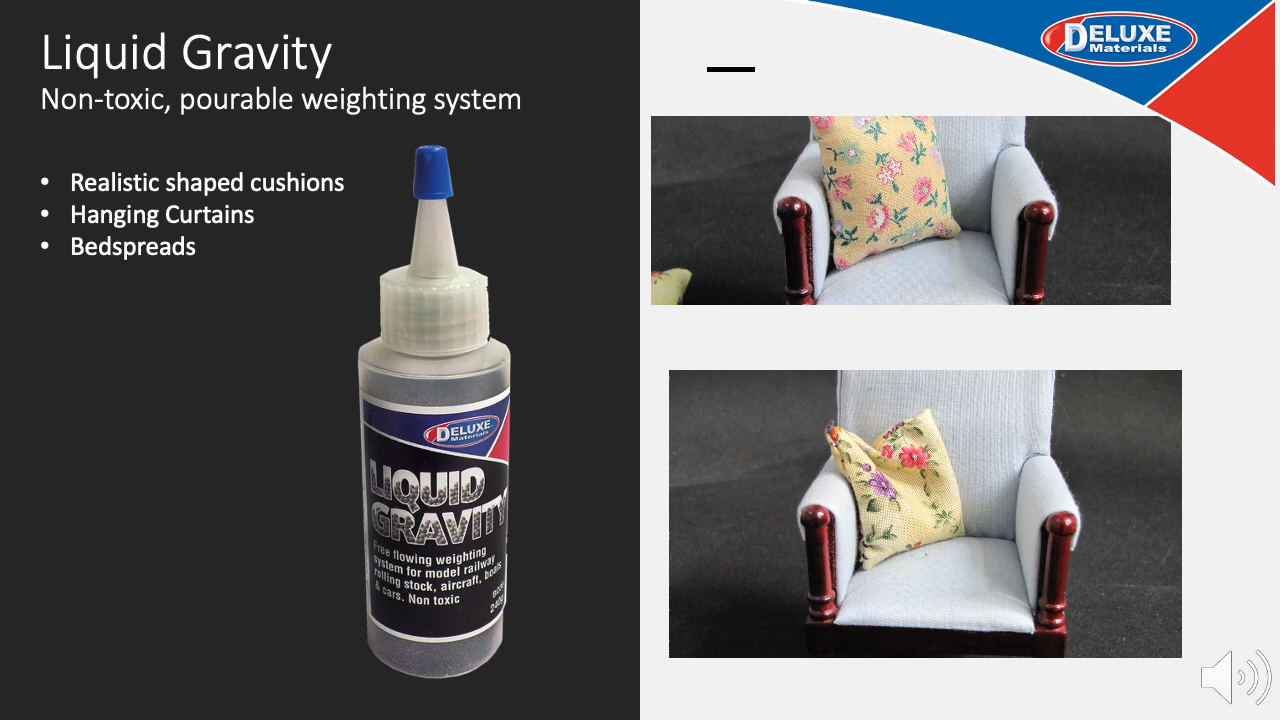 Liquid Gravity
Non-toxic, pourable weighting system
• Realistic shaped cushions
• Hanging Curtains
• Bedspreads
DELUXE
Materials
DELUXE
Materials
LIQUID
GRAVITY
Free flowing weighting
system for model railway
rolling stock, aircraft, boats
& cars. Non toxic